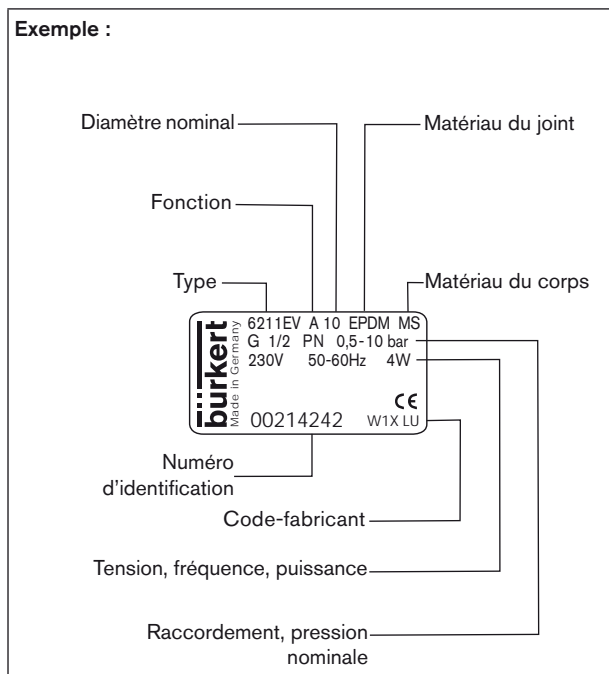 Exemple :
Diamètre nominal
Matériau du joint
Fonction
Type
Matériau du corps
bürkert
Made in Germany
6211EV A 10 EPDM MS
G 1/2 PN 0,5-10 bar
230V 50-60Hz 4W
CE
00214242 W1X LU
Numéro
d'identification
Code-fabricant
Tension, fréquence, puissance
Raccordement, pression
nominale